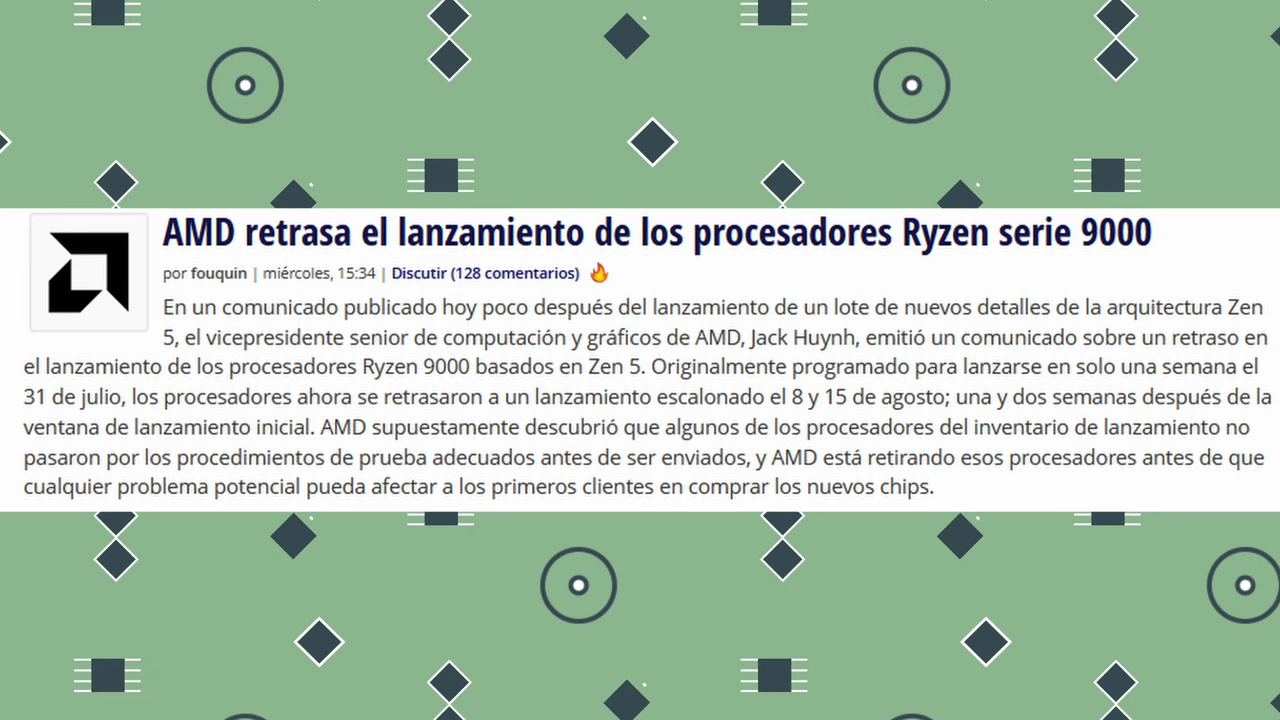 AMD retrasa el lanzamiento de los procesadores Ryzen serie 9000
por fouquin | miércoles, 15:34 | Discutir (128 comentarios)
En un comunicado publicado hoy poco después del lanzamiento de un lote de nuevos detalles de la arquitectura Zen
5, el vicepresidente senior de computación y gráficos de AMD, Jack Huynh, emitió un comunicado sobre un retraso en
el lanzamiento de los procesadores Ryzen 9000 basados en Zen 5. Originalmente programado para lanzarse en solo una semana el
31 de julio, los procesadores ahora se retrasaron a un lanzamiento escalonado el 8 y 15 de agosto; una y dos semanas después de la
ventana de lanzamiento inicial. AMD supuestamente descubrió que algunos de los procesadores del inventario de lanzamiento no
pasaron por los procedimientos de prueba adecuados antes de ser enviados, y AMD está retirando esos procesadores antes de que
cualquier problema potencial pueda afectar a los primeros clientes en comprar los nuevos chips.